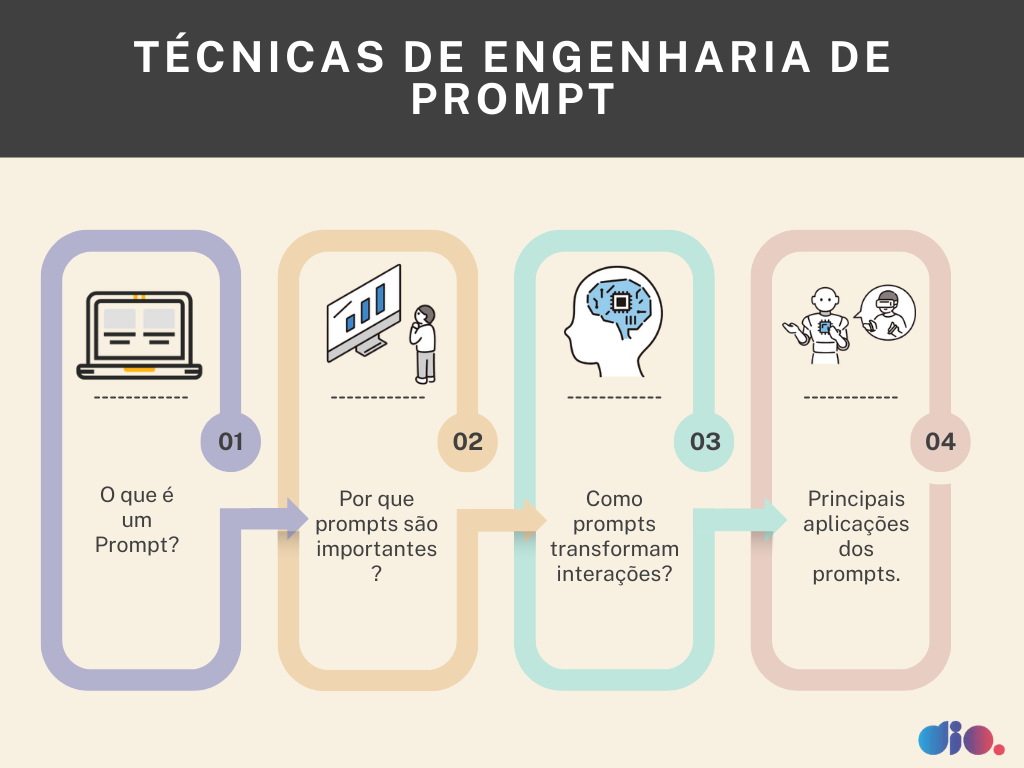 TÉCNICAS DE ENGENHARIA DE
PROMPT
01
O que é
um
Prompt?
02
Por que
prompts são
importantes
?
03
Como
prompts
transformam
interações?
04
Principais
aplicações
dos
prompts.
dio.